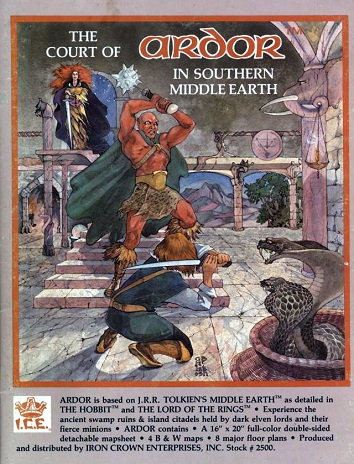 THE
COURT OF ARDOR
IN SOUTHERN
MIDDLE EARTH
I.C.E.
ARDOR is based on J.R.R. TOLKIEN'S MIDDLE EARTH™ as detailed in
THE HOBBIT™ and THE LORD OF THE RINGS™ • Experience the
ancient swamp ruins & island citadels held by dark elven lords and their
fierce minions • ARDOR contains • A 16" x 20" full-color double-sided
detachable mapsheet • 4 B & W maps • 8 major floor plans • Produced
and distributed by IRON CROWN ENTERPRISES, INC. Stock # 2500.